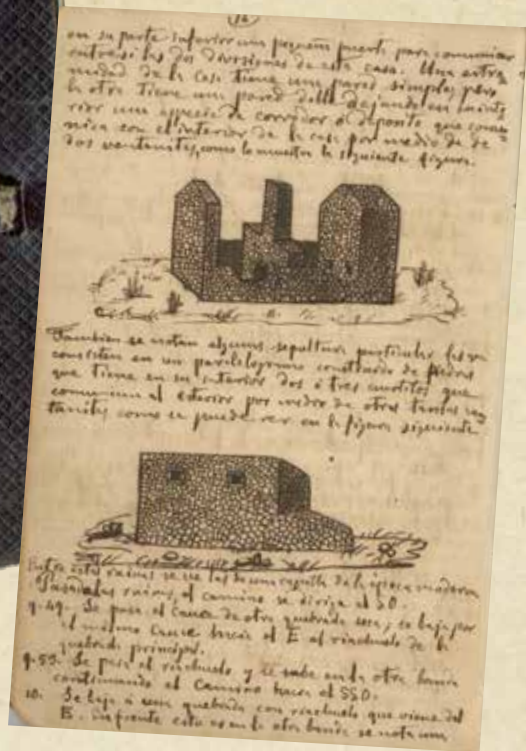 (16)
en su parte inferior un pequeña puerta para comunicar
entre si las dos divisiones de esta casa. Una extre
midad de la casa tiene una pared simple, pero
la otra tiene una pared doble dejando en su inte
rior una especie de corredor ó deposito que comu
nica con el interior de la casa por medio de
dos ventanitas, como lo muestra la siguiente figura.
Tambien se notan algunas sepulturas particulares
consisten en un paralelogramo construido de piedras
que tiene en su interior dos ó tres cuartitos que
comunican al exterior por medio de otras tantas ven
tanitas como se puede ver en la figura siguiente
Entre estas ruinas se ve las de una capilla de la época moderna
Pasadas las ruinas, el camino se dirige al SO.
9.49. Se pasa el cauce de otra quebrada seca, se baja por
el mismo cauce hacia el E al riachuelo de la
quebrada principal.
9.55. Se pasa el riachuelo y se sube en la otra banda
continuando el camino hacia el SSO.
10. Se baja á una quebrada con riachuelo que viene del
E. en la otra banda se nota una